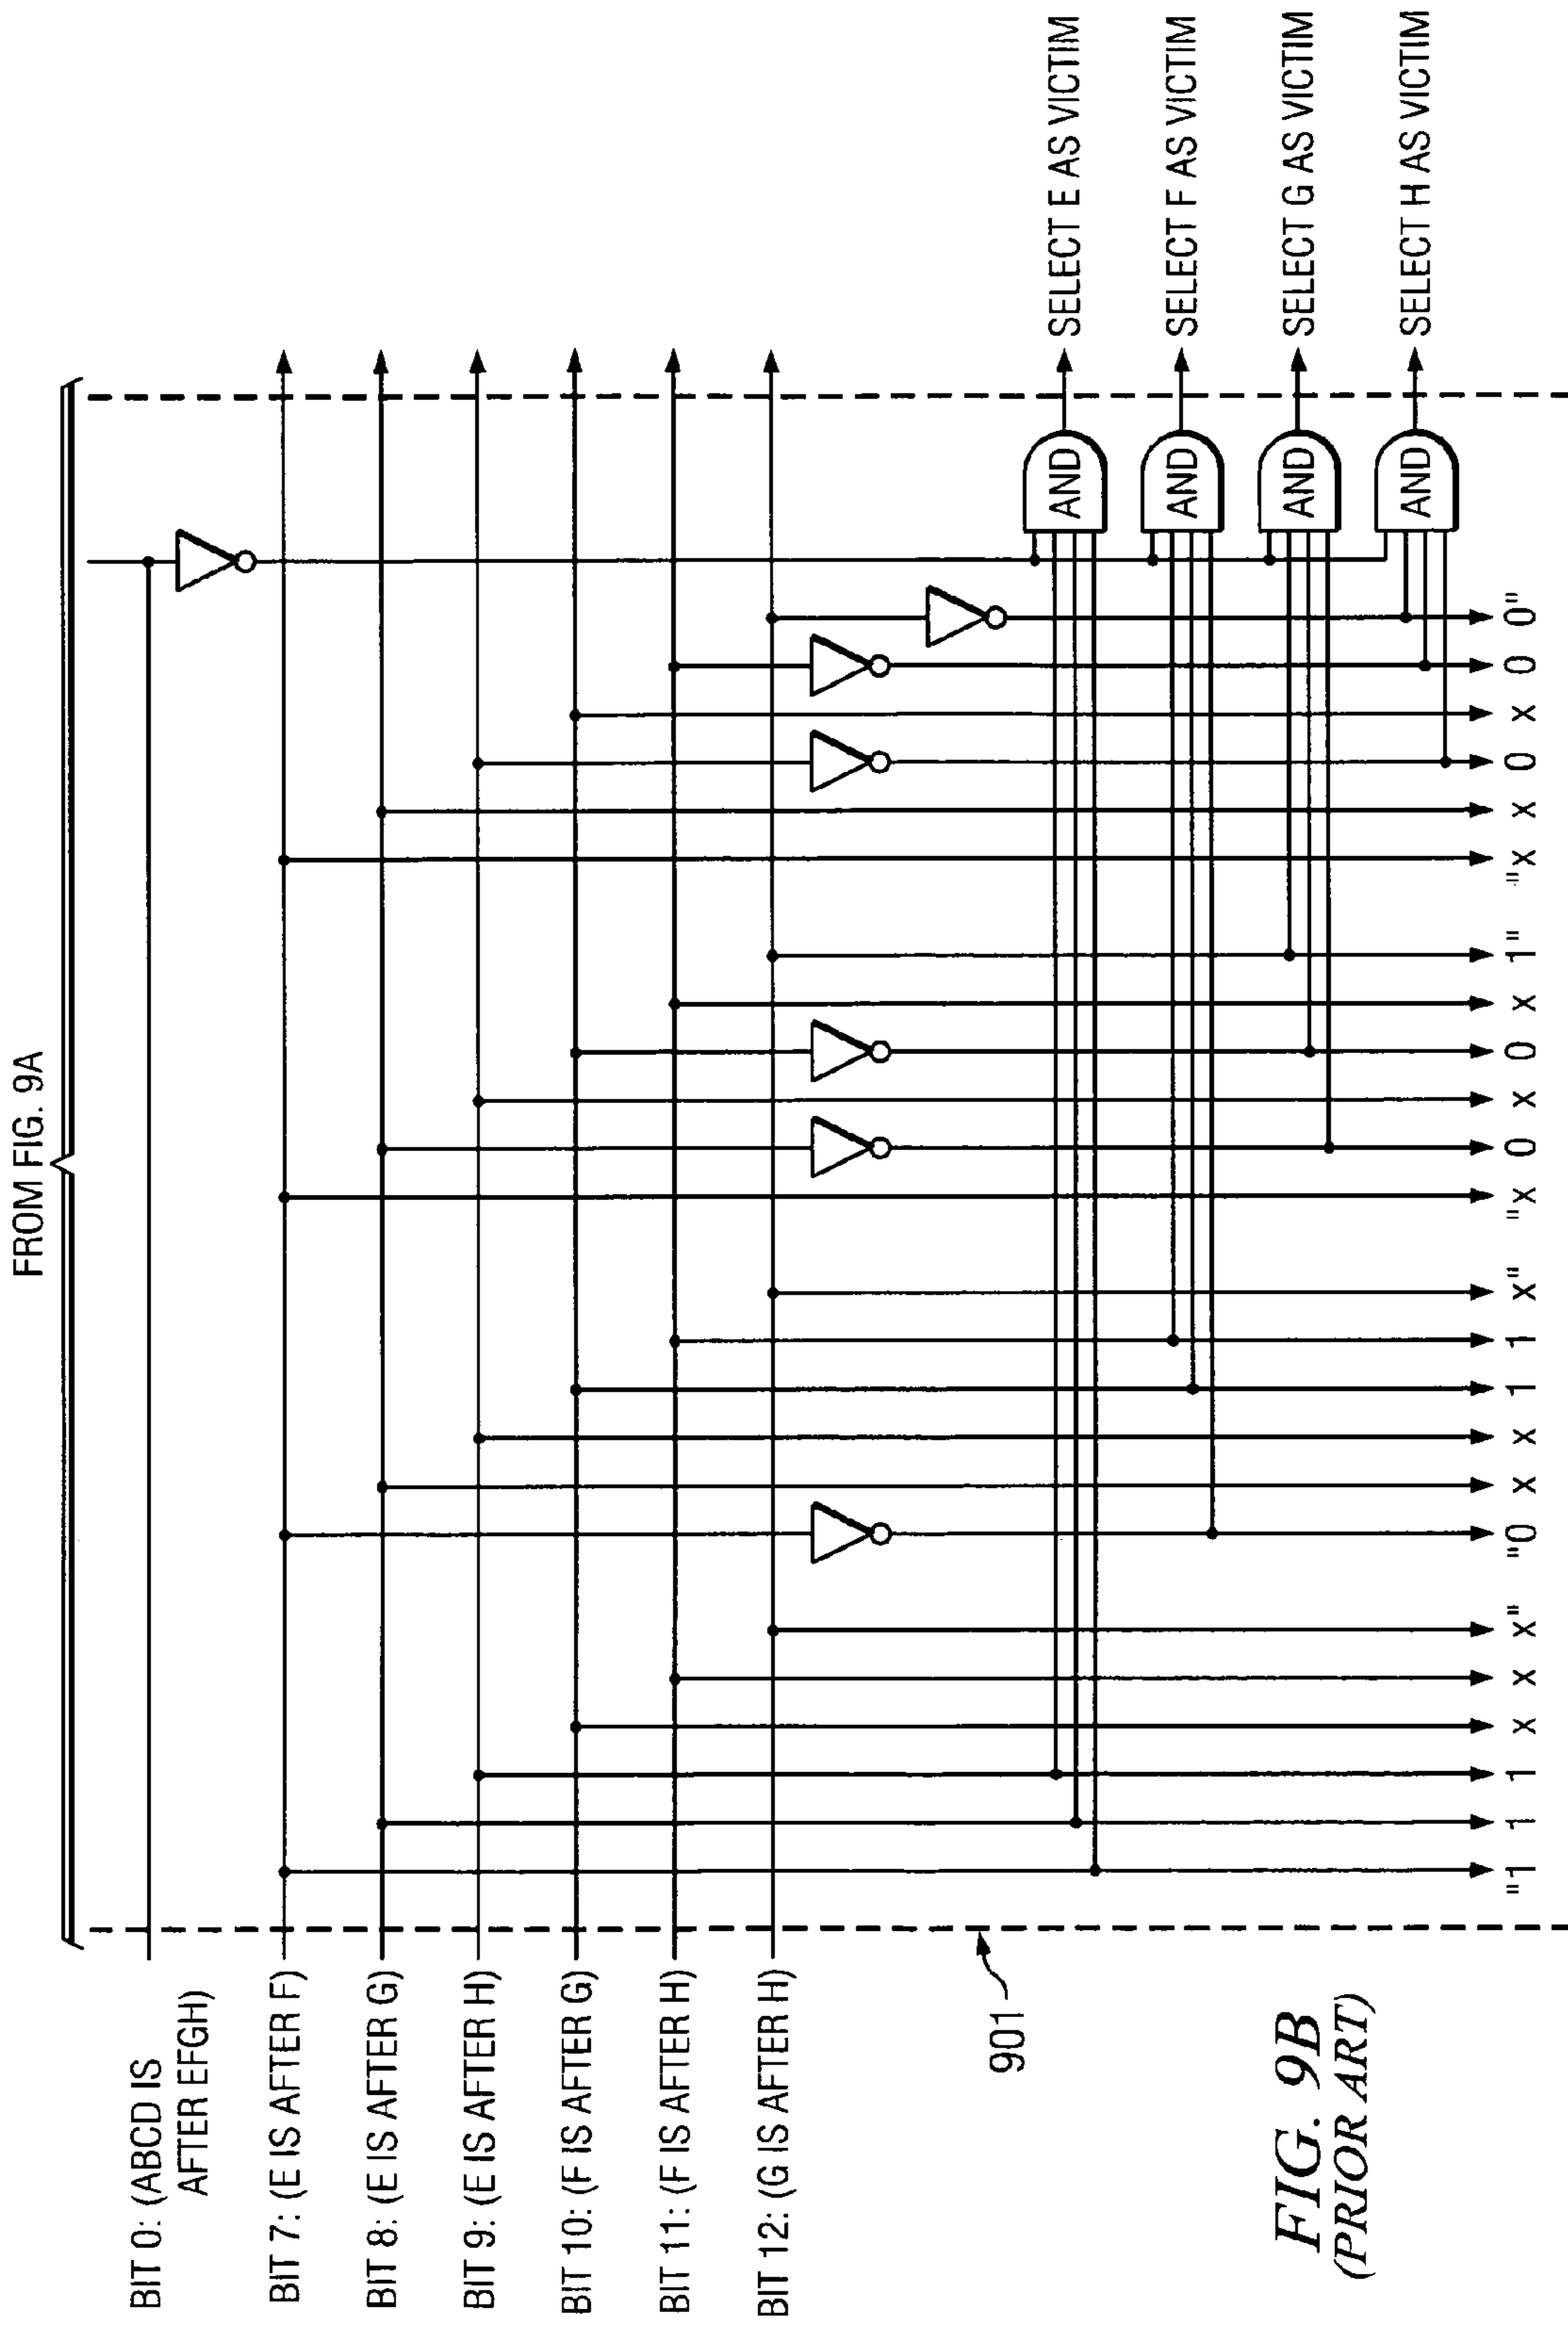 FROM FIG. 9A
BIT 0: (ABCD IS
AFTER EFGH)
BIT 7: (E IS AFTER F)
BIT 8: (E IS AFTER G)
BIT 9: (E IS AFTER H)
BIT 10: (F IS AFTER G)
BIT 11: (F IS AFTER H)
BIT 12: (G IS AFTER H)
901
AND
SELECT E AS VICTIM
AND
SELECT F AS VICTIM
AND
SELECT G AS VICTIM
AND
SELECT H AS VICTIM
"1 1 1 x x x" "0 x x 1 1 x" "x 0 x 0 x 1" "x x 0 x 0 0"
FIG. 9B
(PRIOR ART)